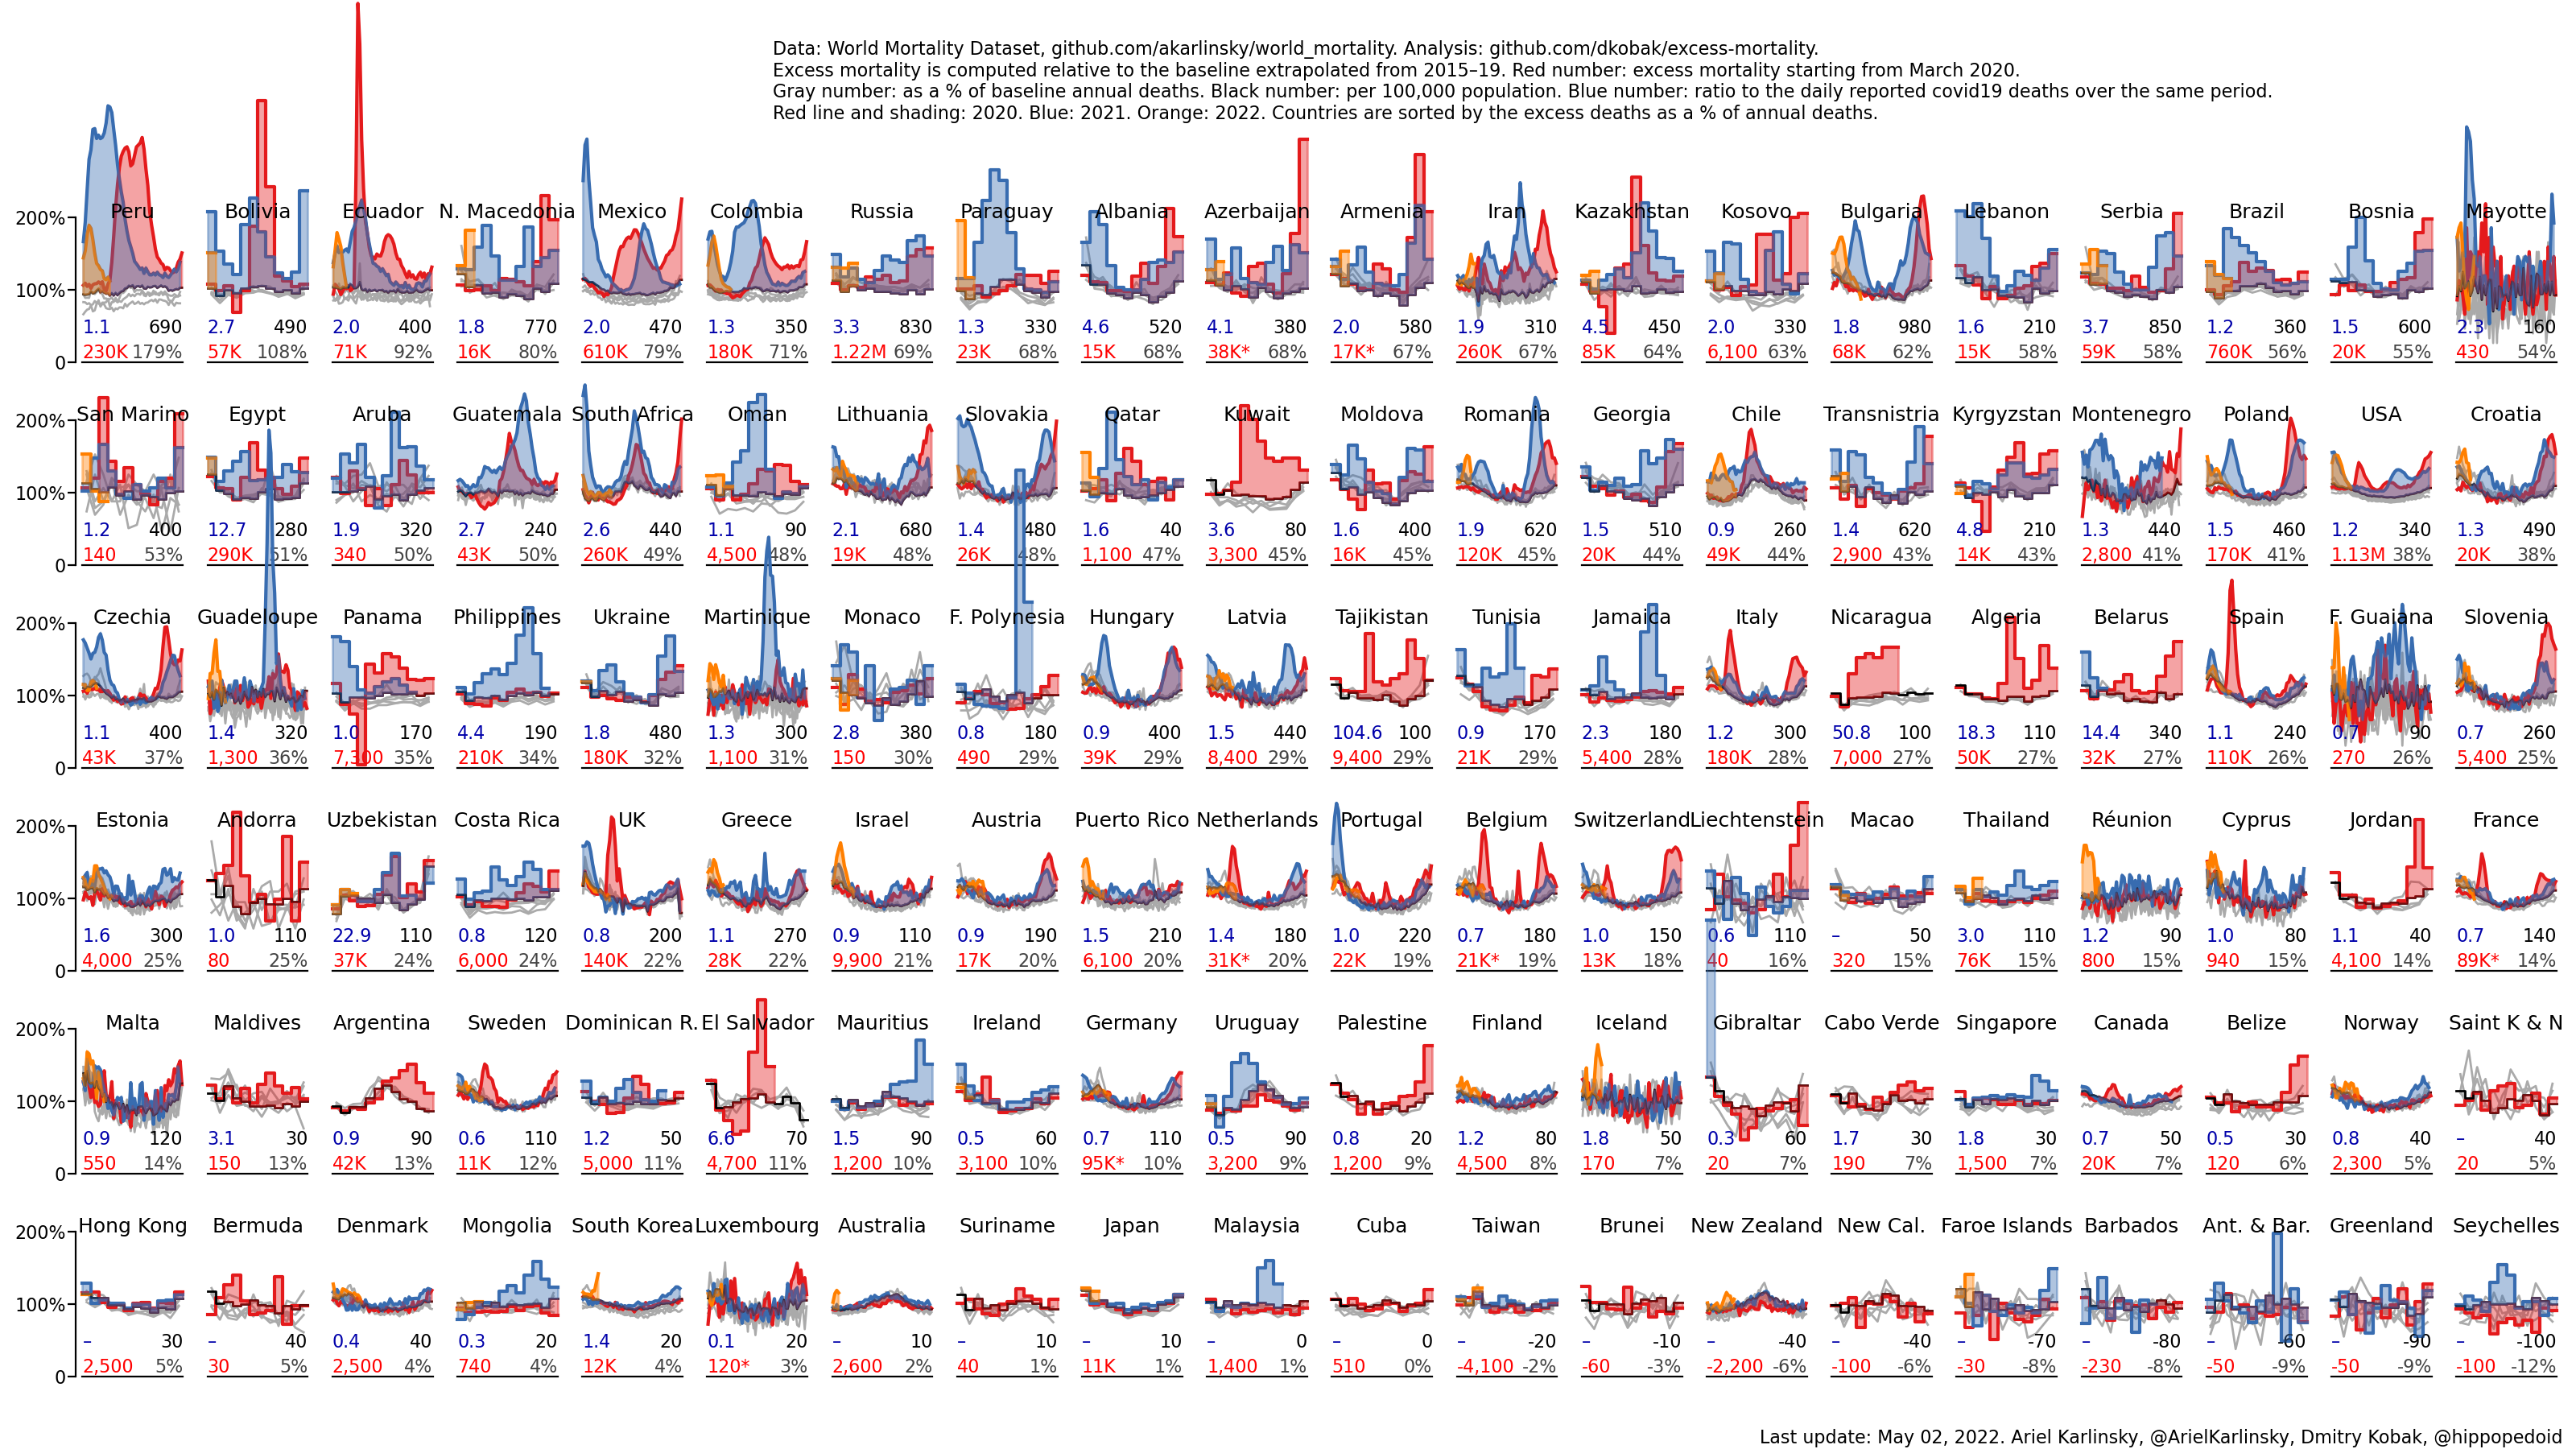 Data: World Mortality Dataset, github.com/akarlinsky/world_mortality. Analysis: github.com/dkobak/excess-mortality.
Excess mortality is computed relative to the baseline extrapolated from 2015–19. Red number: excess mortality starting from March 2020.
Gray number: as a % of baseline annual deaths. Black number: per 100,000 population. Blue number: ratio to the daily reported covid19 deaths over the same period.
Red line and shading: 2020. Blue: 2021. Orange: 2022. Countries are sorted by the excess deaths as a % of annual deaths.
200% Peru Bolivia Ecuador N. Macedonia Mexico Colombia Russia Paraguay Albania Azerbaijan Armenia Iran Kazakhstan Kosovo Bulgaria Lebanon Serbia Brazil Bosnia Mayotte
100%
1.1 690 2.7 490 2.0 400 1.8 770 2.0 470 1.3 350 3.3 830 1.3 330 4.6 520 4.1 380 2.0 580 1.9 310 4.5 450 2.0 330 1.8 980 1.6 210 3.7 850 1.2 360 1.5 600 2.3 160
0 230K 179% 57K 108% 71K 92% 16K 80% 610K 79% 180K 71% 1.22M 69% 23K 68% 15K 68% 38K* 68% 17K* 67% 260K 67% 85K 64% 6,100 63% 68K 62% 15K 58% 59K 58% 760K 56% 20K 55% 430 54%
200% San Marino Egypt Aruba Guatemala South Africa Oman Lithuania Slovakia Qatar Kuwait Moldova Romania Georgia Chile Transnistria Kyrgyzstan Montenegro Poland USA Croatia
100%
1.2 400 12.7 280 1.9 320 2.7 240 2.6 440 1.1 90 2.1 680 1.4 480 1.6 40 3.6 80 1.6 400 1.9 620 1.5 510 0.9 260 1.4 620 4.8 210 1.3 440 1.5 460 1.2 340 1.3 490
0 140 53% 290K 51% 340 50% 43K 50% 260K 49% 4,500 48% 19K 48% 26K 48% 1,100 47% 3,300 45% 16K 45% 120K 45% 20K 44% 49K 44% 2,900 43% 14K 43% 2,800 41% 170K 41% 1.13M 38% 20K 38%
200% Czechia Guadeloupe Panama Philippines Ukraine Martinique Monaco F. Polynesia Hungary Latvia Tajikistan Tunisia Jamaica Italy Nicaragua Algeria Belarus Spain F. Guaiana Slovenia
100%
1.1 400 1.4 320 1.0 170 4.4 190 1.8 480 1.3 300 2.8 380 0.8 180 0.9 400 1.5 440 104.6 100 0.9 170 2.3 180 1.2 300 50.8 100 18.3 110 14.4 340 1.1 240 0.7 90 0.7 260
0 43K 37% 1,300 36% 7,300 35% 210K 34% 180K 32% 1,100 31% 150 30% 490 29% 39K 29% 8,400 29% 9,400 29% 21K 29% 5,400 28% 180K 28% 7,000 27% 50K 27% 32K 27% 110K 26% 270 26% 5,400 25%
200% Estonia Andorra Uzbekistan Costa Rica UK Greece Israel Austria Puerto Rico Netherlands Portugal Belgium Switzerland Liechtenstein Macao Thailand Réunion Cyprus Jordan France
100%
1.6 300 1.0 110 22.9 110 0.8 120 0.8 200 1.1 270 0.9 110 0.9 190 1.5 210 1.4 180 1.0 220 0.7 180 1.0 150 0.6 110 – 50 3.0 110 1.2 90 1.0 80 1.1 40 0.7 140
0 4,000 25% 80 25% 37K 24% 6,000 24% 140K 22% 28K 22% 9,900 21% 17K 20% 6,100 20% 31K* 20% 22K 19% 21K* 19% 13K 18% 40 16% 320 15% 76K 15% 800 15% 940 15% 4,100 14% 89K* 14%
200% Malta Maldives Argentina Sweden Dominican R. El Salvador Mauritius Ireland Germany Uruguay Palestine Finland Iceland Gibraltar Cabo Verde Singapore Canada Belize Norway Saint K & N
100%
0.9 120 3.1 30 0.9 90 0.6 110 1.2 50 6.6 70 1.5 90 0.5 60 0.7 110 0.5 90 0.8 20 1.2 80 1.8 50 0.3 60 1.7 30 1.8 30 0.7 50 0.5 30 0.8 40 – 40
0 550 14% 150 13% 42K 13% 11K 12% 5,000 11% 4,700 11% 1,200 10% 3,100 10% 95K* 10% 3,200 9% 1,200 9% 4,500 8% 170 7% 20 7% 190 7% 1,500 7% 20K 7% 120 6% 2,300 5% 20 5%
200% Hong Kong Bermuda Denmark Mongolia South Korea Luxembourg Australia Suriname Japan Malaysia Cuba Taiwan Brunei New Zealand New Cal. Faroe Islands Barbados Ant. & Bar. Greenland Seychelles
100%
– 30 – 40 0.4 40 0.3 20 1.4 20 0.1 20 – 10 – 10 – 10 – 0 – 0 – -20 – -10 – -40 – -40 – -70 – -80 – -60 – -90 – -100
0 2,500 5% 30 5% 2,500 4% 740 4% 12K 4% 120* 3% 2,600 2% 40 1% 11K 1% 1,400 1% 510 0% -4,100 -2% -60 -3% -2,200 -6% -100 -6% -30 -8% -230 -8% -50 -9% -50 -9% -100 -12%
Last update: May 02, 2022. Ariel Karlinsky, @ArielKarlinsky, Dmitry Kobak, @hippopedoid